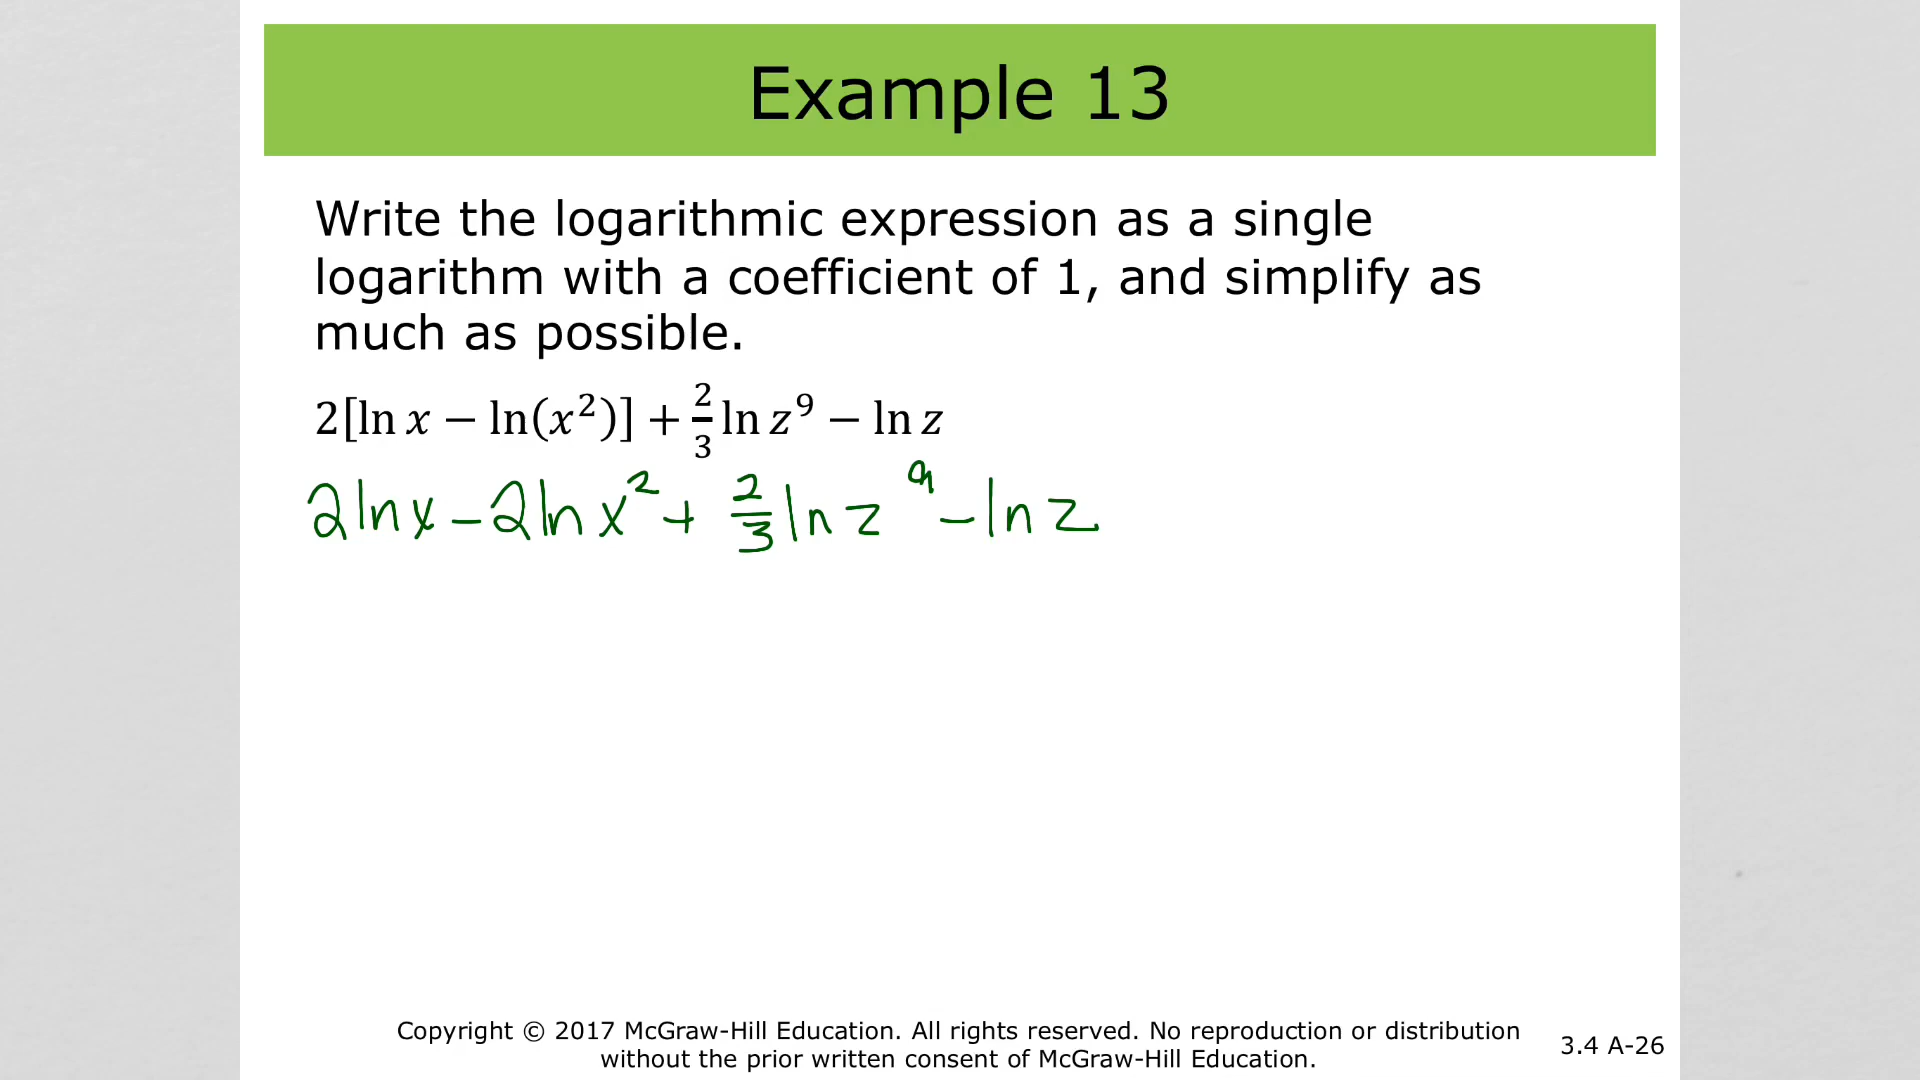 Example 13
Write the logarithmic expression as a single
logarithm with a coefficient of 1, and simplify as
much as possible.
2[ln x − ln(x²)] + 2/3 ln z⁹ − ln z
2lnx − 2lnx² + 2/3 ln z⁹ − ln z
Copyright © 2017 McGraw-Hill Education. All rights reserved. No reproduction or distribution
without the prior written consent of McGraw-Hill Education.
3.4 A-26